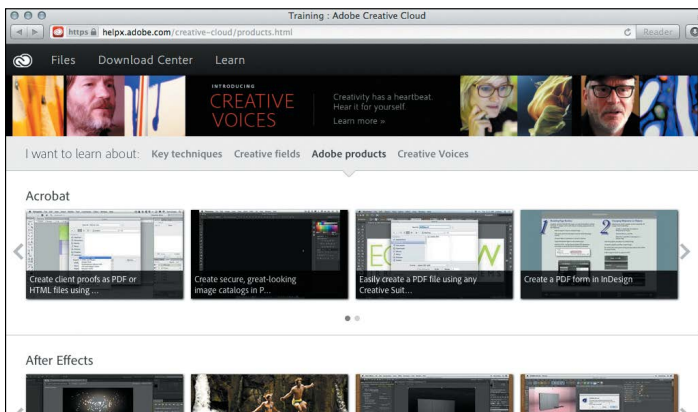 Training : Adobe Creative Cloud
https helpx.adobe.com/creative-cloud/products.html
Reader
Files Download Center Learn
INTRODUCING
CREATIVE
VOICES
Creativity has a heartbeat.
Hear it for yourself.
Learn more »
I want to learn about: Key techniques Creative fields Adobe products Creative Voices
Acrobat
Create client proofs as PDF or
HTML files using ...
Create secure, great-looking
image catalogs in P...
Easily create a PDF file using any
Creative Suit...
Create a PDF form in InDesign
After Effects